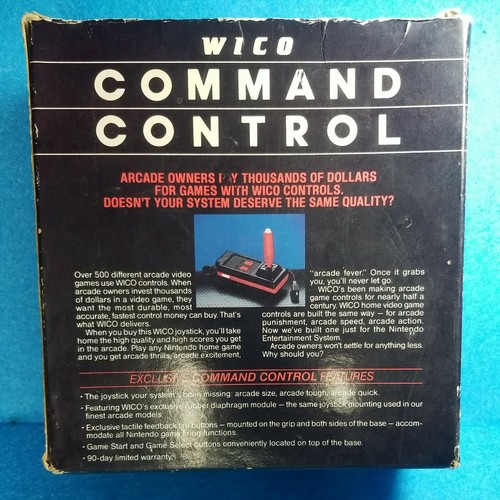 WICO
COMMAND
CONTROL
ARCADE OWNERS PAY THOUSANDS OF DOLLARS
FOR GAMES WITH WICO CONTROLS.
DOESN'T YOUR SYSTEM DESERVE THE SAME QUALITY?
Over 500 different arcade video
games use WICO controls. When
arcade owners invest thousands
of dollars in a video game, they
want the most durable, most
accurate, fastest control money can buy. That's
what WICO delivers.
When you buy this WICO joystick, you'll take
home the high quality and high scores you get
in the arcade. Play any Nintendo home game
and you get arcade thrills, arcade excitement,
"arcade fever." Once it grabs
you, you'll never let go.
WICO's been making arcade
game controls for nearly half a
century. WICO home video game
controls are built the same way – for arcade
punishment, arcade speed, arcade action.
Now we've built one just for the Nintendo
Entertainment System.
Arcade owners won't settle for anything less.
Why should you?
EXCLUSIVE COMMAND CONTROL FEATURES
• The joystick your system's been missing: arcade size, arcade tough, arcade quick.
• Featuring WICO's exclusive rubber diaphragm module – the same joystick mounting used in our
finest arcade models.
• Exclusive tactile feedback fire buttons – mounted on the grip and both sides of the base – accom-
modate all Nintendo game firing functions.
• Game Start and Game Select buttons conveniently located on top of the base.
• 90-day limited warranty.